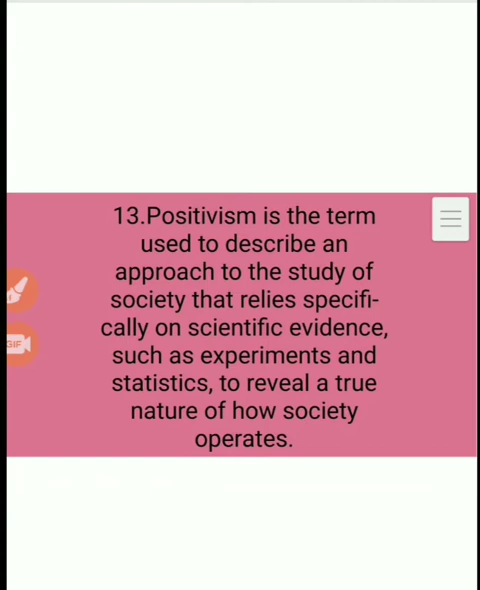 13.Positivism is the term
used to describe an
approach to the study of
society that relies specifi-
cally on scientific evidence,
such as experiments and
statistics, to reveal a true
nature of how society
operates.
GIF